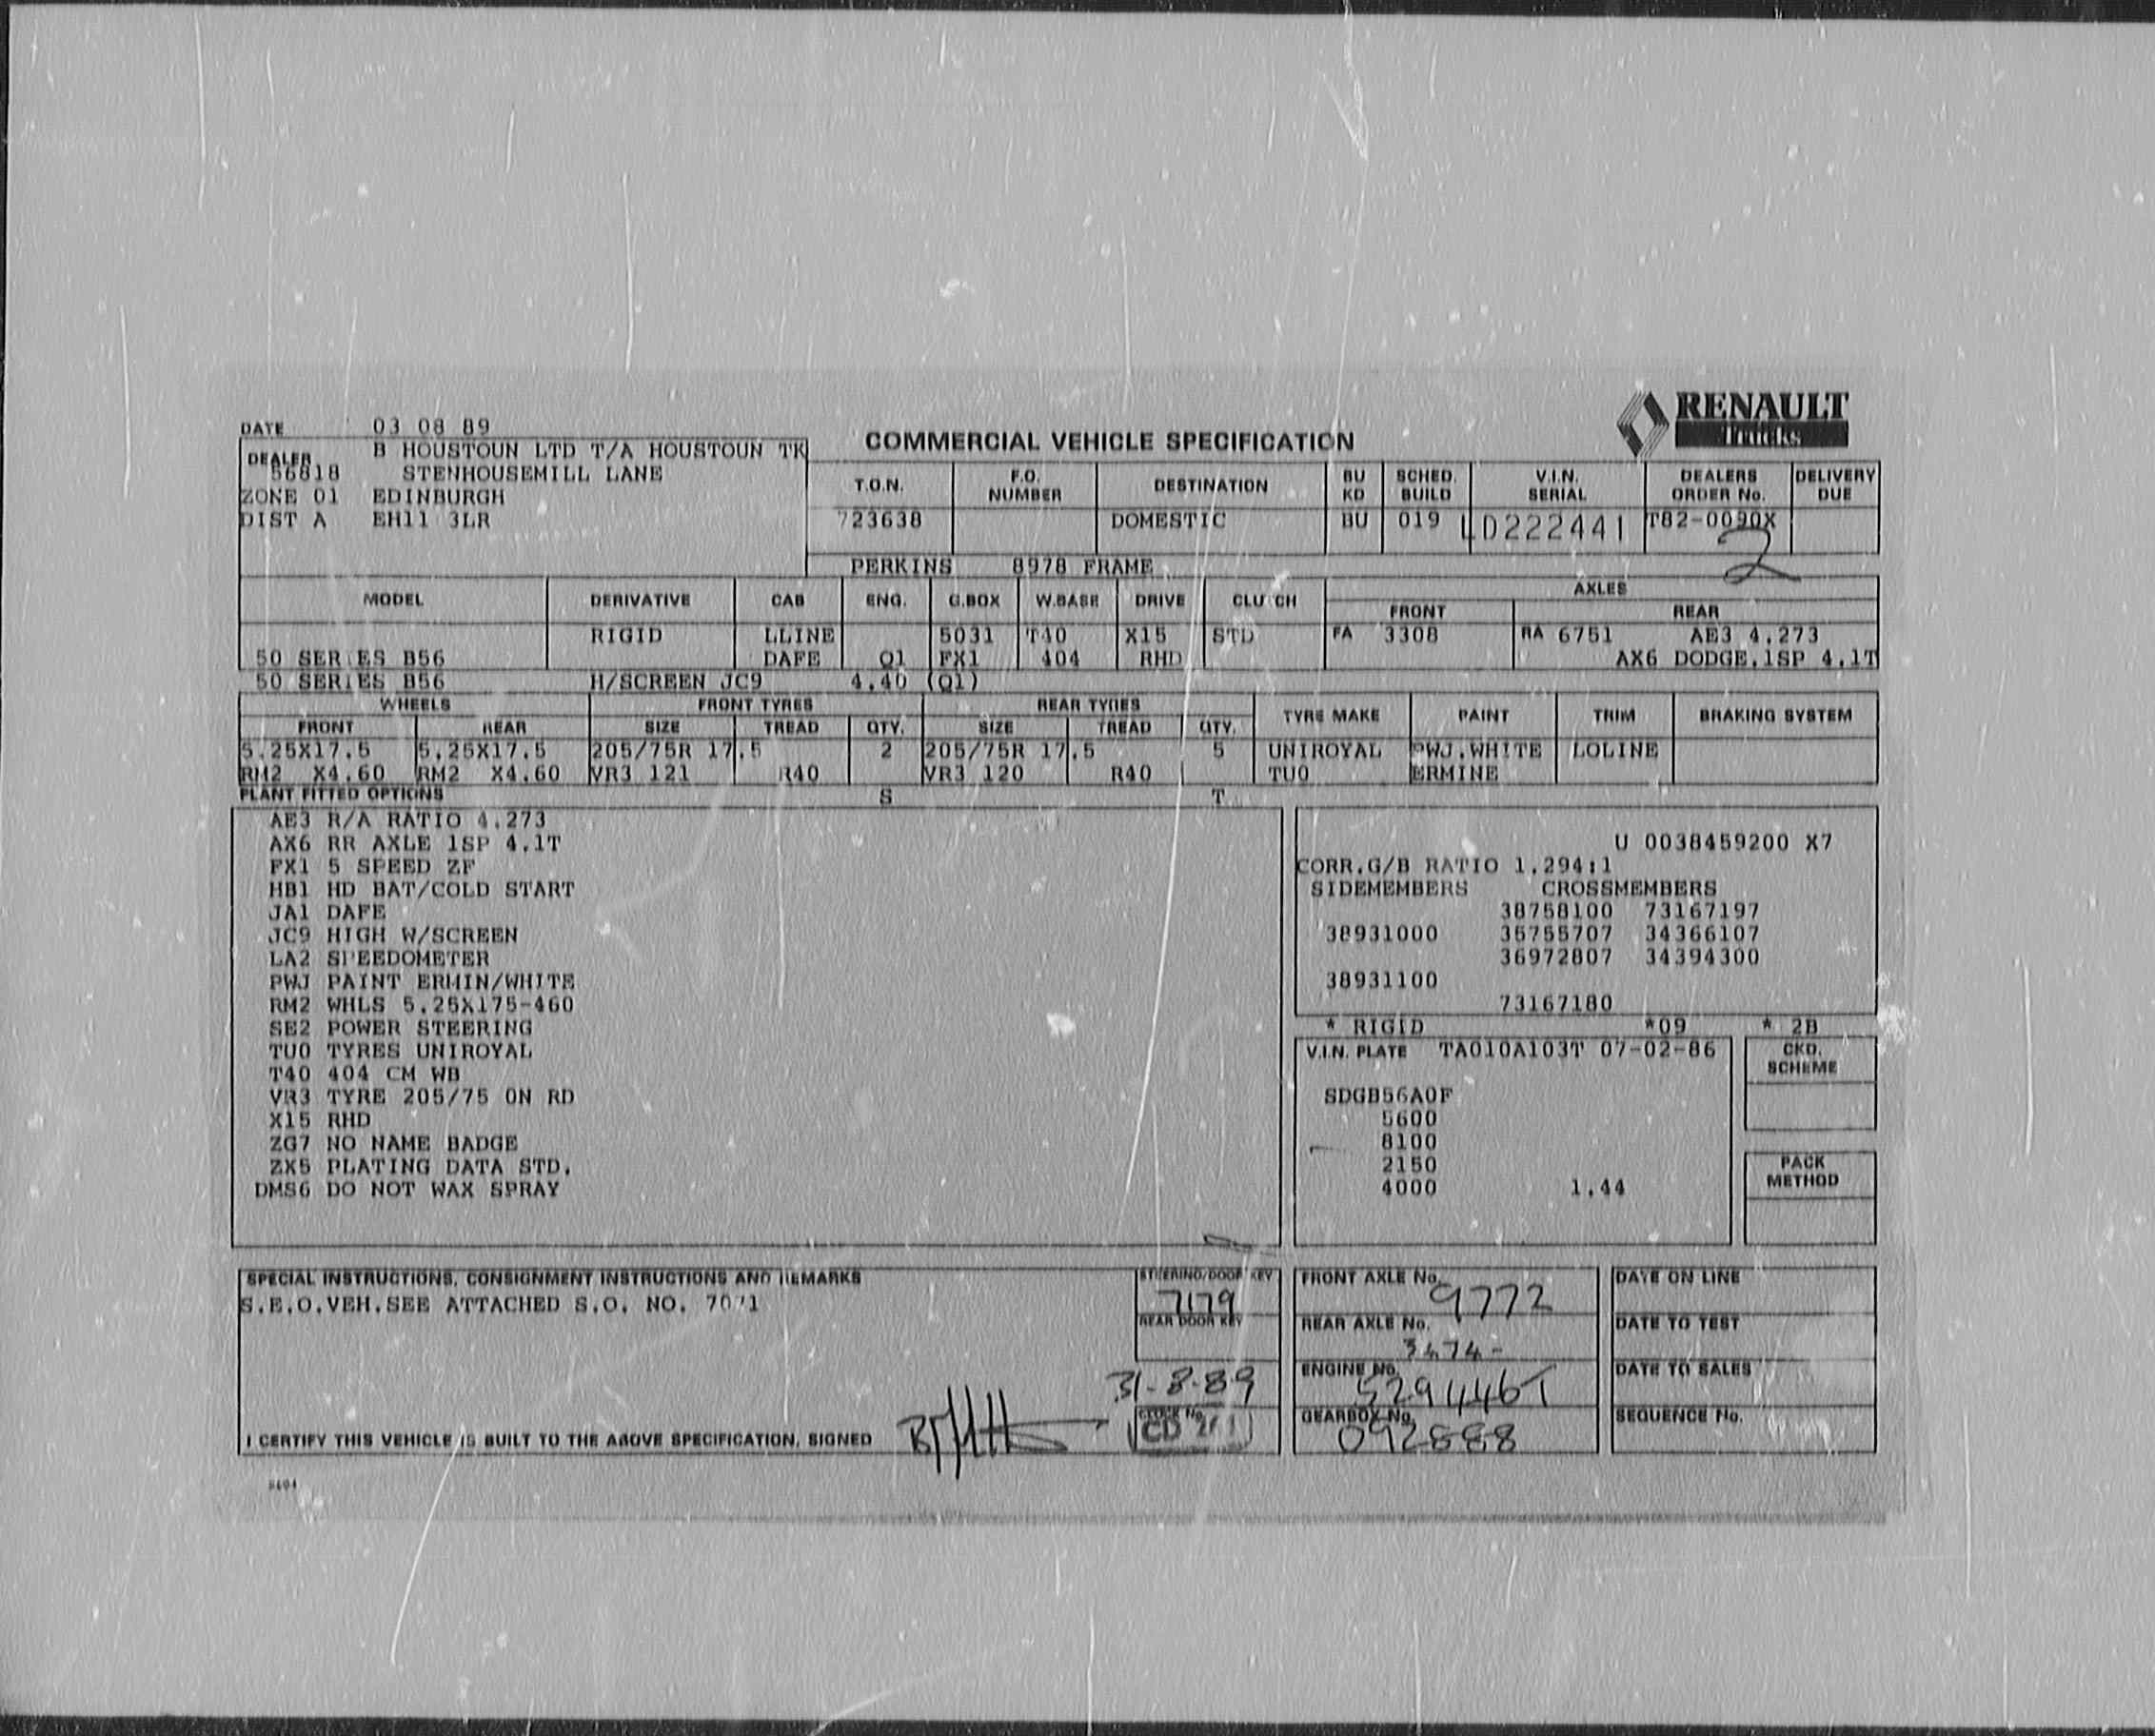 DATE 03 08 89
RENAULT
Trucks
COMMERCIAL VEHICLE SPECIFICATION
DEALER B HOUSTOUN LTD T/A HOUSTOUN TK
56818 STENHOUSEMILL LANE
ZONE 01 EDINBURGH
DIST A EH11 3LR
T.O.N. F.O. NUMBER DESTINATION BU KD SCHED. BUILD V.I.N. SERIAL DEALERS ORDER No. DELIVERY DUE
723638 DOMESTIC BU 019 LD222441 T82-0090X
2
PERKINS 8978 FRAME
MODEL DERIVATIVE CAB ENG. G.BOX W.BASE DRIVE CLUTCH AXLES
FRONT REAR
RIGID LLINE 5031 T40 X15 STD FA 3308 RA 6751 AE3 4.273
50 SERIES B56 DAFE Q1 FX1 404 RHD AX6 DODGE.1SP 4.1T
50 SERIES B56 H/SCREEN JC9 4.40 (Q1)
WHEELS FRONT TYRES REAR TYRES TYRE MAKE PAINT TRIM BRAKING SYSTEM
FRONT REAR SIZE TREAD QTY. SIZE TREAD QTY.
5.25X17.5 5.25X17.5 205/75R 17.5 2 205/75R 17.5 5 UNIROYAL PWJ.WHITE LOLINE
RM2 X4.60 RM2 X4.60 VR3 121 R40 VR3 120 R40 TU0 ERMINE
PLANT FITTED OPTIONS S T
AE3 R/A RATIO 4.273
AX6 RR AXLE 1SP 4.1T
FX1 5 SPEED ZF
HB1 HD BAT/COLD START
JA1 DAFE
JC9 HIGH W/SCREEN
LA2 SPEEDOMETER
PWJ PAINT ERMIN/WHITE
RM2 WHLS 5.25X175-460
SE2 POWER STEERING
TU0 TYRES UNIROYAL
T40 404 CM WB
VR3 TYRE 205/75 ON RD
X15 RHD
ZG7 NO NAME BADGE
ZX5 PLATING DATA STD.
DMS6 DO NOT WAX SPRAY
U 0038459200 X7
CORR.G/B RATIO 1.294:1
SIDEMEMBERS CROSSMEMBERS
38758100 73167197
38931000 35755707 34366107
36972807 34394300
38931100
73167180
* RIGID *09 * 2B
V.I.N. PLATE TA010A103T 07-02-86
SDGB56A0F
5600
8100
2150
4000 1.44
CKD. SCHEME
PACK METHOD
SPECIAL INSTRUCTIONS, CONSIGNMENT INSTRUCTIONS AND REMARKS
S.E.O.VEH.SEE ATTACHED S.O. NO.
STEERING/DOOR KEY
7179
REAR DOOR KEY
31-8-89
I CERTIFY THIS VEHICLE IS BUILT TO THE ABOVE SPECIFICATION, SIGNED
CLOCK No.
CD
FRONT AXLE No. 9772
REAR AXLE No. 3474-
ENGINE No. 529446T
GEARBOX No. 092888
DATE ON LINE
DATE TO TEST
DATE TO SALES
SEQUENCE No.